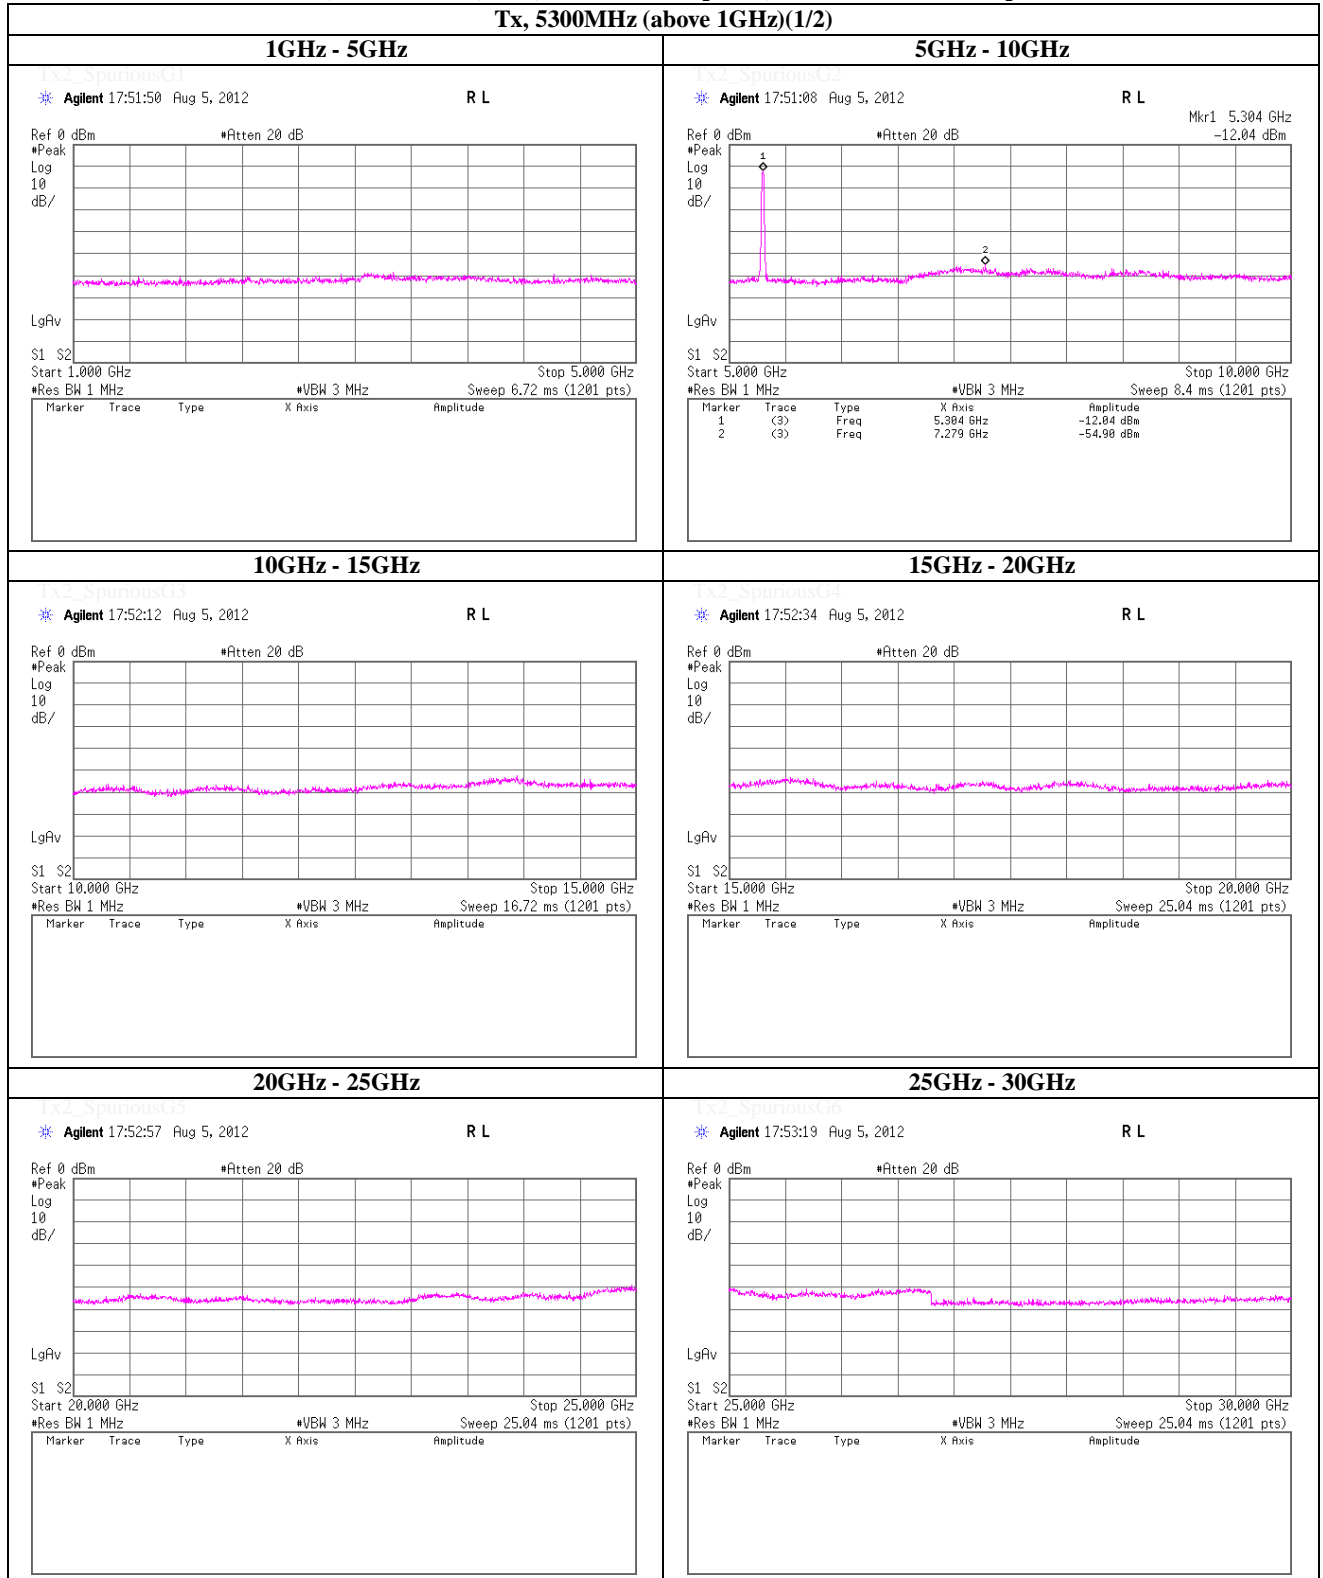 Tx, 5300MHz (above 1GHz)(1/2)
1GHz - 5GHz
Tx2_SpuriousG1
Agilent 17:51:50 Aug 5, 2012
R L
Ref 0 dBm
#Atten 20 dB
#Peak
Log
10
dB/
LgAv
S1 S2
Start 1.000 GHz
Stop 5.000 GHz
#Res BW 1 MHz
#VBW 3 MHz
Sweep 6.72 ms (1201 pts)
Marker Trace Type X Axis Amplitude
5GHz - 10GHz
Tx2_SpuriousG2
Agilent 17:51:08 Aug 5, 2012
R L
Mkr1 5.304 GHz
Ref 0 dBm
#Atten 20 dB
-12.04 dBm
#Peak
Log
10
dB/
1
2
LgAv
S1 S2
Start 5.000 GHz
Stop 10.000 GHz
#Res BW 1 MHz
#VBW 3 MHz
Sweep 8.4 ms (1201 pts)
Marker Trace Type X Axis Amplitude
1 (3) Freq 5.304 GHz -12.04 dBm
2 (3) Freq 7.279 GHz -54.90 dBm
10GHz - 15GHz
Tx2_SpuriousG3
Agilent 17:52:12 Aug 5, 2012
R L
Ref 0 dBm
#Atten 20 dB
#Peak
Log
10
dB/
LgAv
S1 S2
Start 10.000 GHz
Stop 15.000 GHz
#Res BW 1 MHz
#VBW 3 MHz
Sweep 16.72 ms (1201 pts)
Marker Trace Type X Axis Amplitude
15GHz - 20GHz
Tx2_SpuriousG4
Agilent 17:52:34 Aug 5, 2012
R L
Ref 0 dBm
#Atten 20 dB
#Peak
Log
10
dB/
LgAv
S1 S2
Start 15.000 GHz
Stop 20.000 GHz
#Res BW 1 MHz
#VBW 3 MHz
Sweep 25.04 ms (1201 pts)
Marker Trace Type X Axis Amplitude
20GHz - 25GHz
Tx2_SpuriousG5
Agilent 17:52:57 Aug 5, 2012
R L
Ref 0 dBm
#Atten 20 dB
#Peak
Log
10
dB/
LgAv
S1 S2
Start 20.000 GHz
Stop 25.000 GHz
#Res BW 1 MHz
#VBW 3 MHz
Sweep 25.04 ms (1201 pts)
Marker Trace Type X Axis Amplitude
25GHz - 30GHz
Tx2_SpuriousG6
Agilent 17:53:19 Aug 5, 2012
R L
Ref 0 dBm
#Atten 20 dB
#Peak
Log
10
dB/
LgAv
S1 S2
Start 25.000 GHz
Stop 30.000 GHz
#Res BW 1 MHz
#VBW 3 MHz
Sweep 25.04 ms (1201 pts)
Marker Trace Type X Axis Amplitude